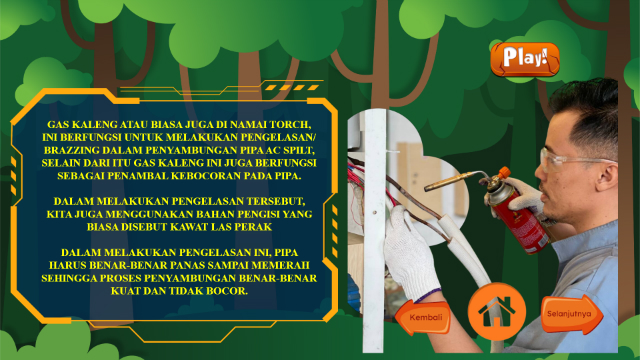 Play!
GAS KALENG ATAU BIASA JUGA DI NAMAI TORCH,
INI BERFUNGSI UNTUK MELAKUKAN PENGELASAN/
BRAZZING DALAM PENYAMBUNGAN PIPA AC SPILT,
SELAIN DARI ITU GAS KALENG INI JUGA BERFUNGSI
SEBAGAI PENAMBAL KEBOCORAN PADA PIPA.
DALAM MELAKUKAN PENGELASAN TERSEBUT,
KITA JUGA MENGGUNAKAN BAHAN PENGISI YANG
BIASA DISEBUT KAWAT LAS PERAK
DALAM MELAKUKAN PENGELASAN INI, PIPA
HARUS BENAR-BENAR PANAS SAMPAI MEMERAH
SEHINGGA PROSES PENYAMBUNGAN BENAR-BENAR
KUAT DAN TIDAK BOCOR.
Kembali
Selanjutnya